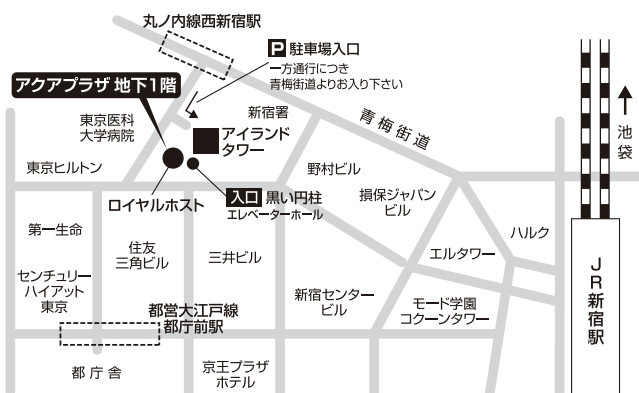 丸ノ内線西新宿駅
P 駐車場入口
一方通行につき
青梅街道よりお入り下さい
アクアプラザ 地下1階
新宿署
青梅街道
池袋
東京医科
大学病院
アイランド
タワー
東京ヒルトン
野村ビル
入口 黒い円柱
エレベーターホール
ロイヤルホスト
損保ジャパン
ビル
第一生命
住友
三角ビル
三井ビル
エルタワー
ハルク
センチュリー
ハイアット
東京
新宿センター
ビル
モード学園
コクーンタワー
JR新宿駅
都営大江戸線
都庁前駅
都庁舎
京王プラザ
ホテル